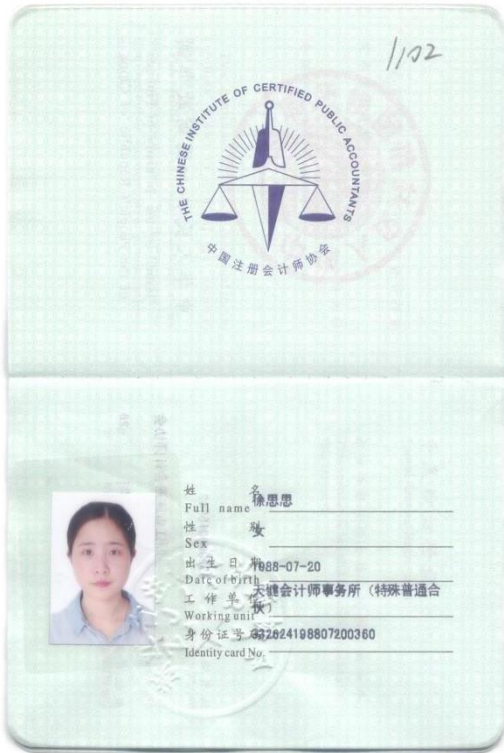 1102
THE CHINESE INSTITUTE OF CERTIFIED PUBLIC ACCOUNTANTS
中国注册会计师协会
姓 名 徐思思
Full name
性 别 女
Sex
出生日期 1988-07-20
Date of birth
工作单位 天健会计师事务所（特殊普通合
Working unit 伙）
身份证号码 332624198807200360
Identity card No.